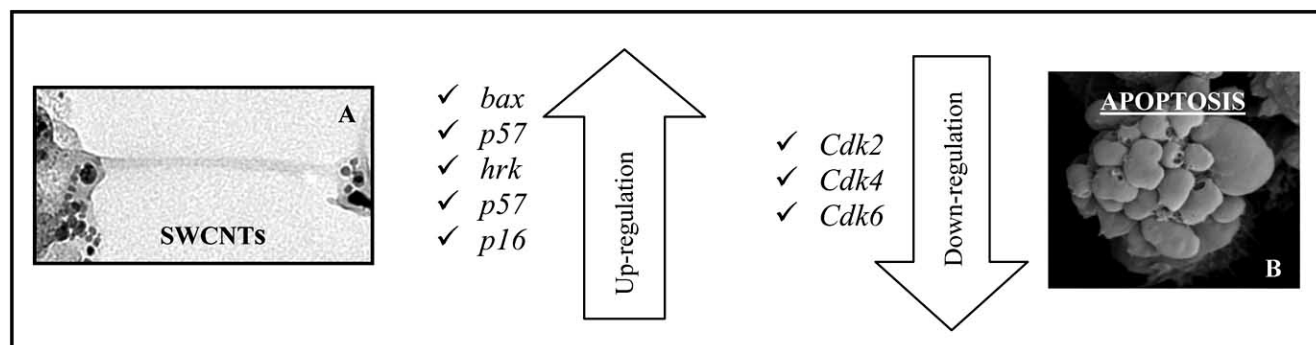 A
SWCNTs
✓ bax
✓ p57
✓ hrk
✓ p57
✓ p16
Up-regulation
✓ Cdk2
✓ Cdk4
✓ Cdk6
Down-regulation
APOPTOSIS
B